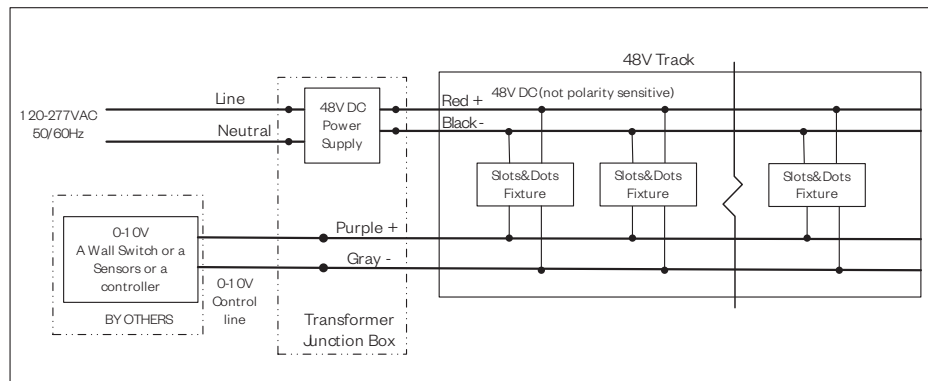 48V Track
Line
120-277VAC
50/60Hz
Neutral
48V DC
Power
Supply
Red +
48V DC (not polarity sensitive)
Black -
Slots&Dots
Fixture
Slots&Dots
Fixture
Slots&Dots
Fixture
0-10V
A Wall Switch or a
Sensors or a
controller
BY OTHERS
Purple +
Gray -
0-10V
Control
line
Transformer
Junction Box